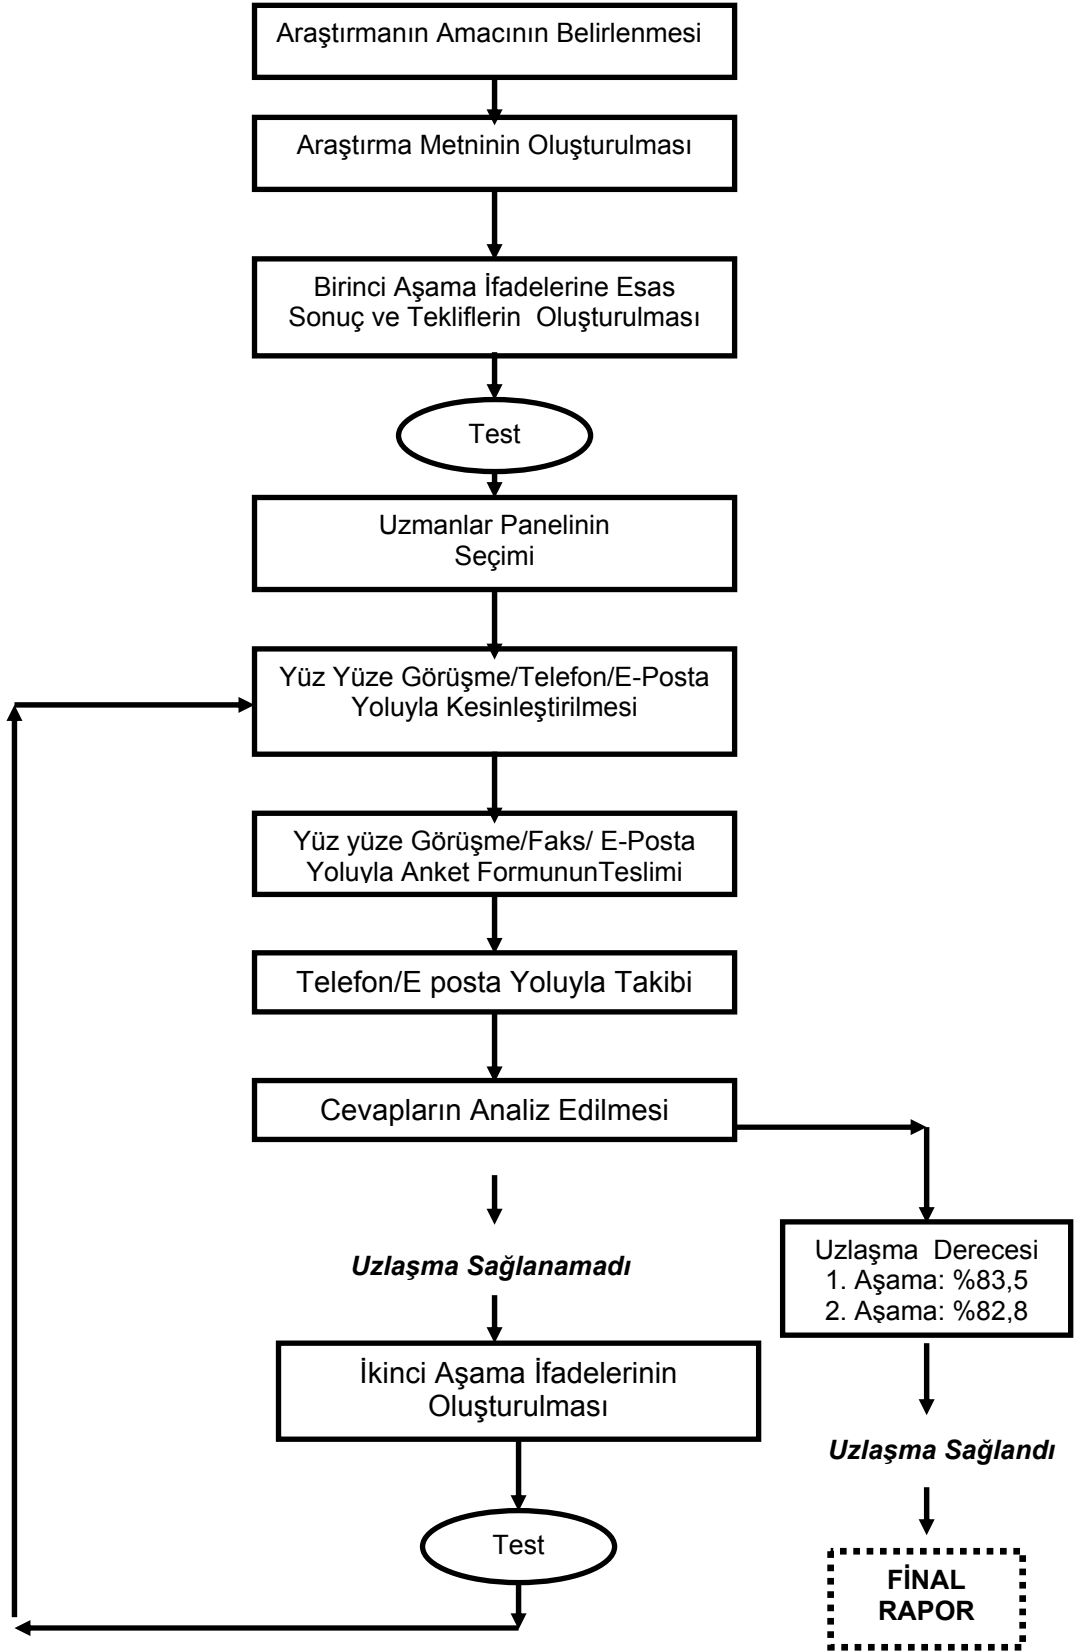 Araştırmanın Amacının Belirlenmesi
Araştırma Metninin Oluşturulması
Birinci Aşama İfadelerine Esas
Sonuç ve Tekliflerin Oluşturulması
Test
Uzmanlar Panelinin
Seçimi
Yüz Yüze Görüşme/Telefon/E-Posta
Yoluyla Kesinleştirilmesi
Yüz yüze Görüşme/Faks/ E-Posta
Yoluyla Anket FormununTeslimi
Telefon/E posta Yoluyla Takibi
Cevapların Analiz Edilmesi
Uzlaşma Sağlanamadı
Uzlaşma Derecesi
1. Aşama: %83,5
2. Aşama: %82,8
İkinci Aşama İfadelerinin
Oluşturulması
Uzlaşma Sağlandı
Test
FİNAL
RAPOR